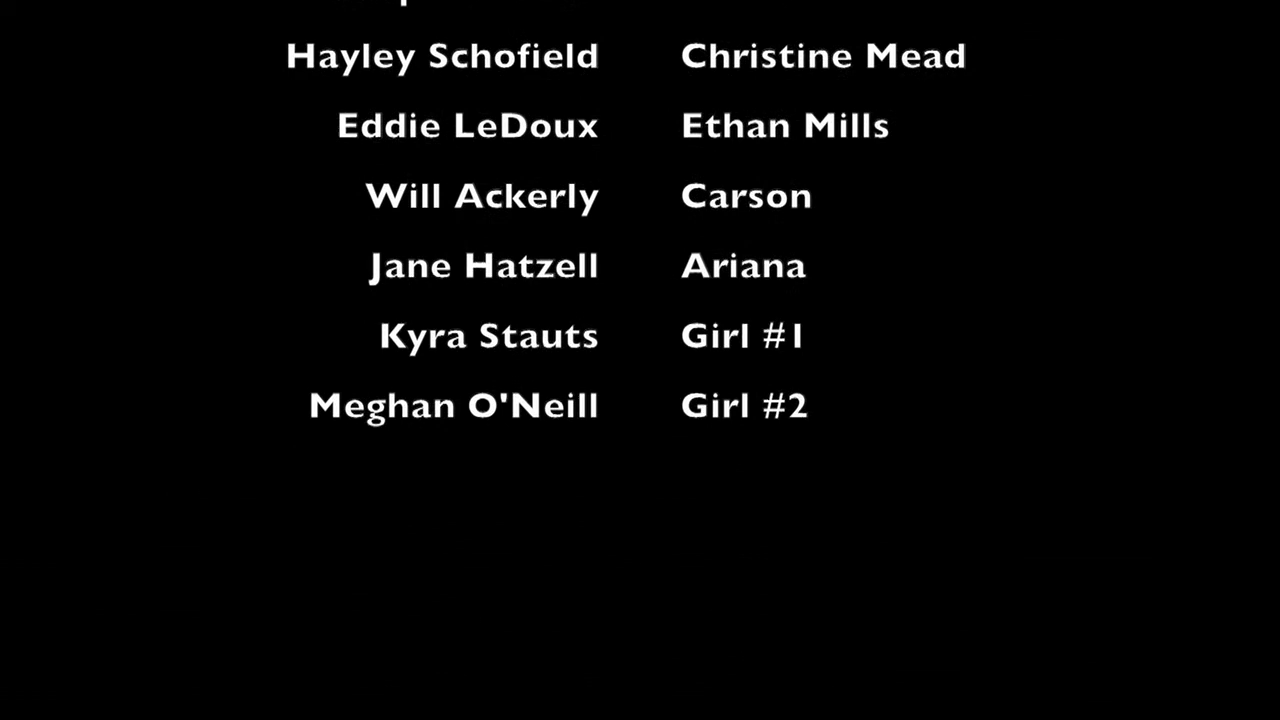 Hayley Schofield Christine Mead
Eddie LeDoux Ethan Mills
Will Ackerly Carson
Jane Hatzell Ariana
Kyra Stauts Girl #1
Meghan O'Neill Girl #2